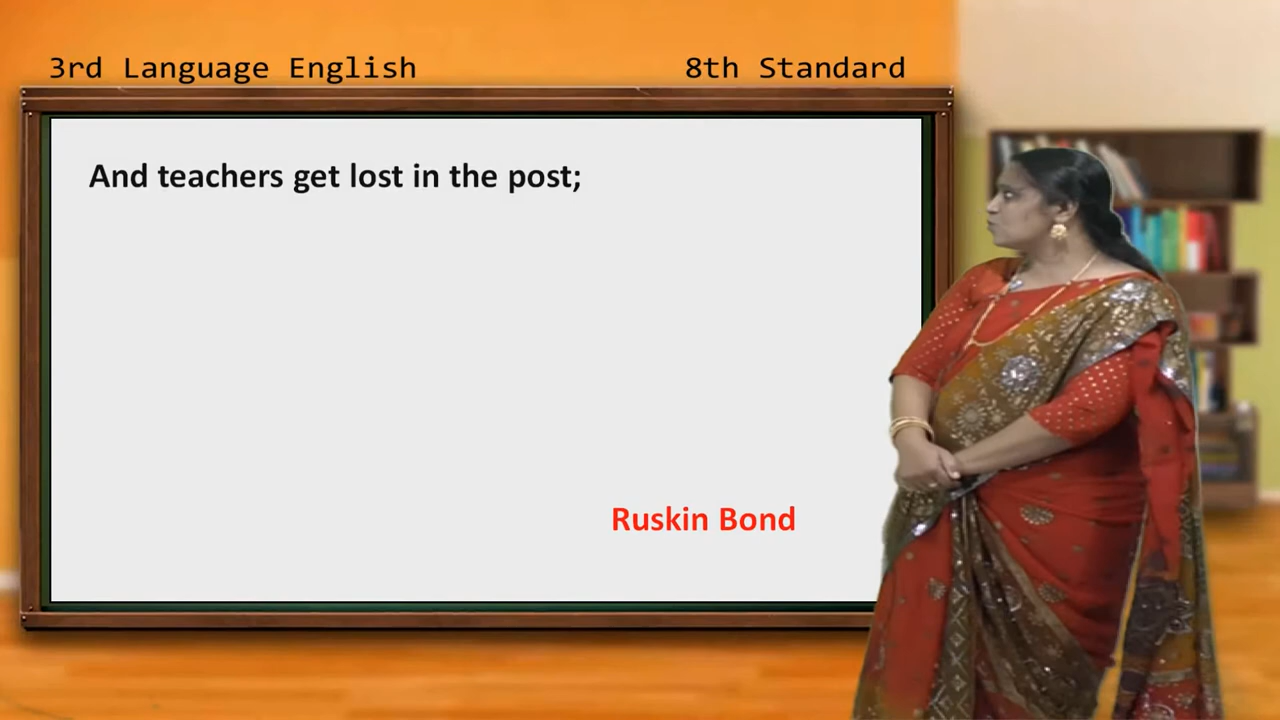 3rd Language English 8th Standard
And teachers get lost in the post;
Ruskin Bond